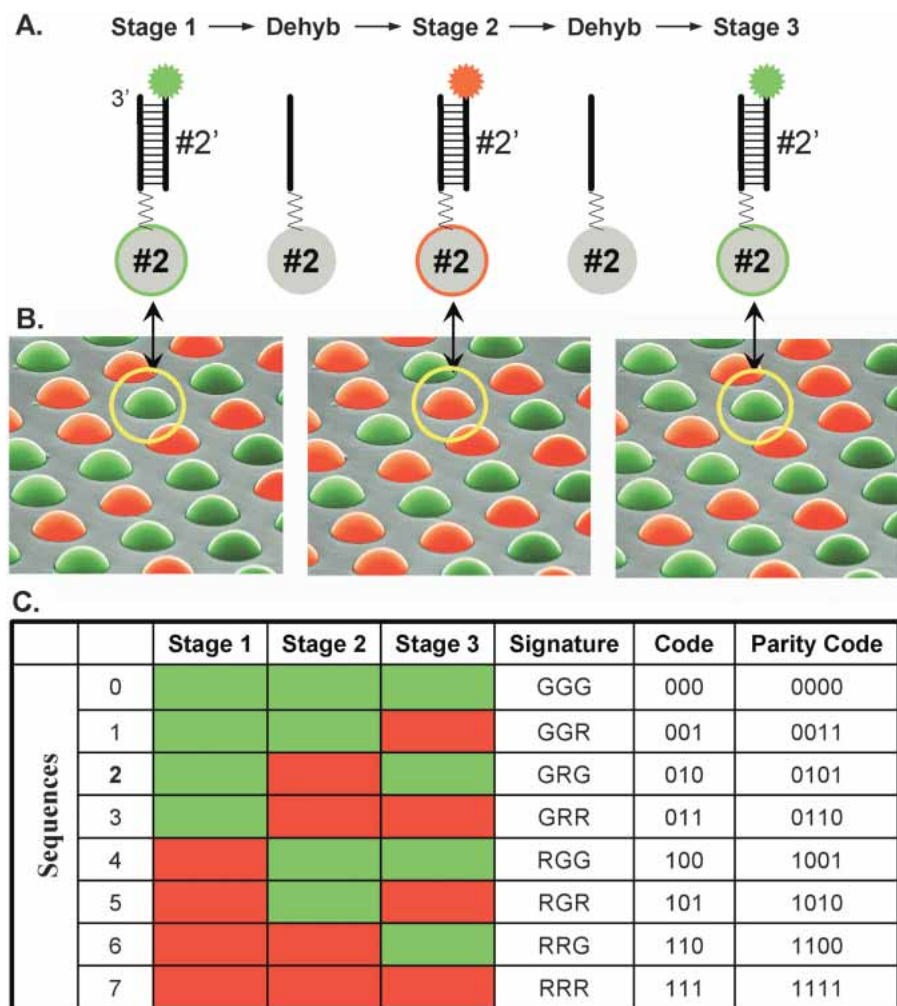 A. Stage 1 → Dehyb → Stage 2 → Dehyb → Stage 3
3' #2' #2' #2'
#2 #2 #2 #2 #2
B.
C.
Stage 1 Stage 2 Stage 3 Signature Code Parity Code
Sequences
0 GGG 000 0000
1 GGR 001 0011
2 GRG 010 0101
3 GRR 011 0110
4 RGG 100 1001
5 RGR 101 1010
6 RRG 110 1100
7 RRR 111 1111